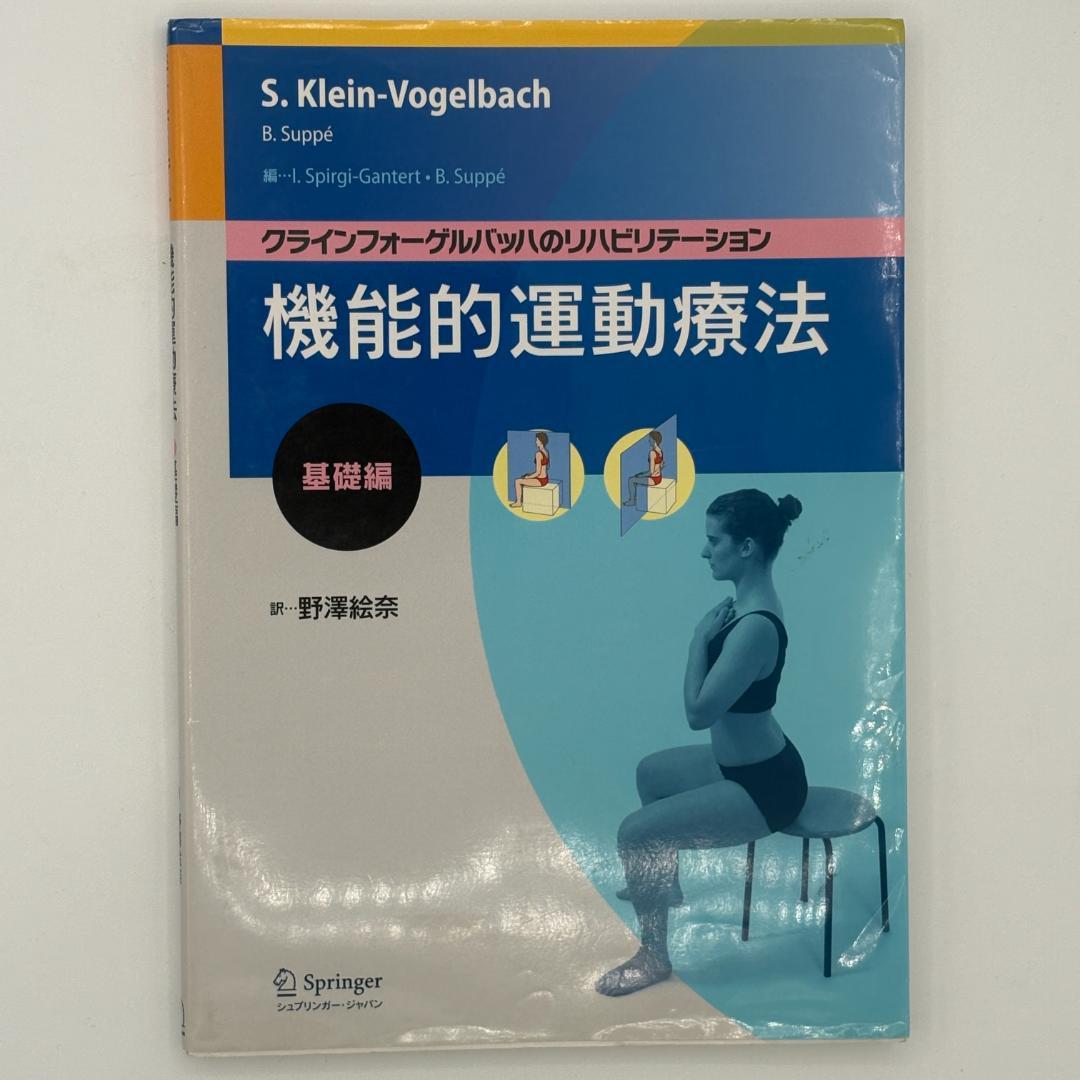 S. Klein-Vogelbach
B. Suppé
編…I. Spirgi-Gantert・B. Suppé
クラインフォーゲルバッハのリハビリテーション
機能的運動療法
基礎編
訳…野澤絵奈
Springer
シュプリンガー・ジャパン